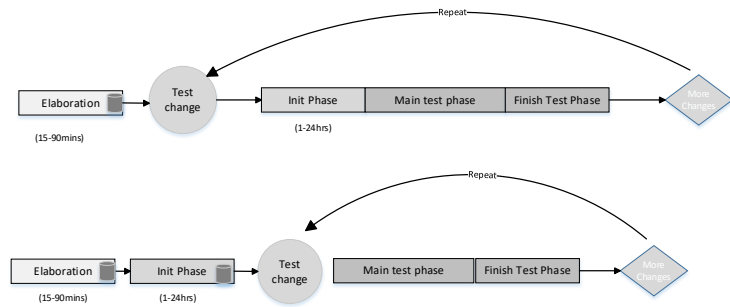 Repeat
Elaboration
Test
change
Init Phase
Main test phase
Finish Test Phase
More
Changes
(15-90mins)
(1-24hrs)
Repeat
Elaboration
Init Phase
Test
change
Main test phase
Finish Test Phase
More
Changes
(15-90mins)
(1-24hrs)